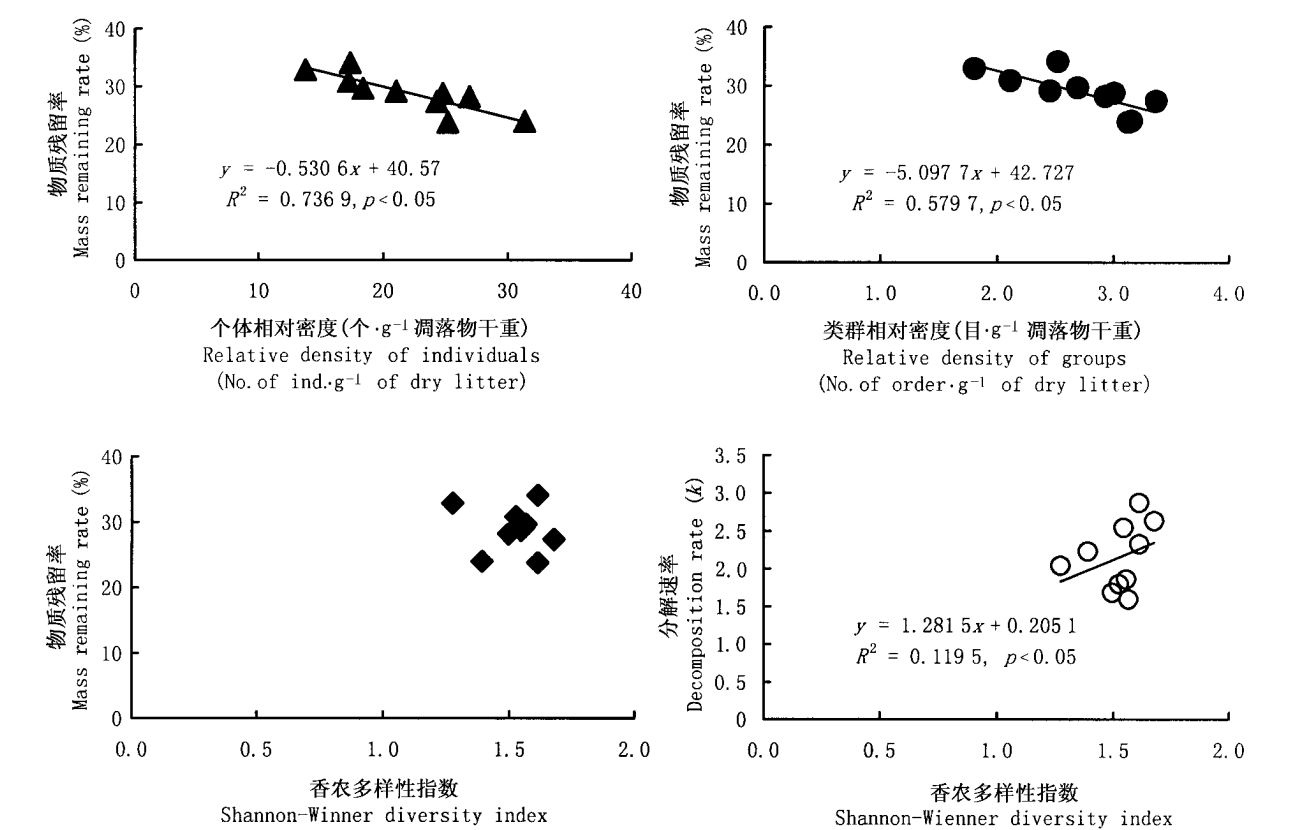 物质残留率
Mass remaining rate (%)
40
30
20
10
0
y = -0.530 6x + 40.57
R² = 0.736 9, p<0.05
0 10 20 30 40
个体相对密度(个·g⁻¹ 凋落物干重)
Relative density of individuals
(No. of ind.·g⁻¹ of dry litter)
物质残留率
Mass remaining rate (%)
40
30
20
10
0
y = -5.097 7x + 42.727
R² = 0.579 7, p<0.05
0.0 1.0 2.0 3.0 4.0
类群相对密度(目·g⁻¹ 凋落物干重)
Relative density of groups
(No. of order·g⁻¹ of dry litter)
物质残留率
Mass remaining rate (%)
40
30
20
10
0
0.0 0.5 1.0 1.5 2.0
香农多样性指数
Shannon-Winner diversity index
分解速率
Decomposition rate (k)
3.5
3.0
2.5
2.0
1.5
1.0
0.5
0
y = 1.281 5x + 0.205 1
R² = 0.119 5, p<0.05
0.0 0.5 1.0 1.5 2.0
香农多样性指数
Shannon-Wienner diversity index